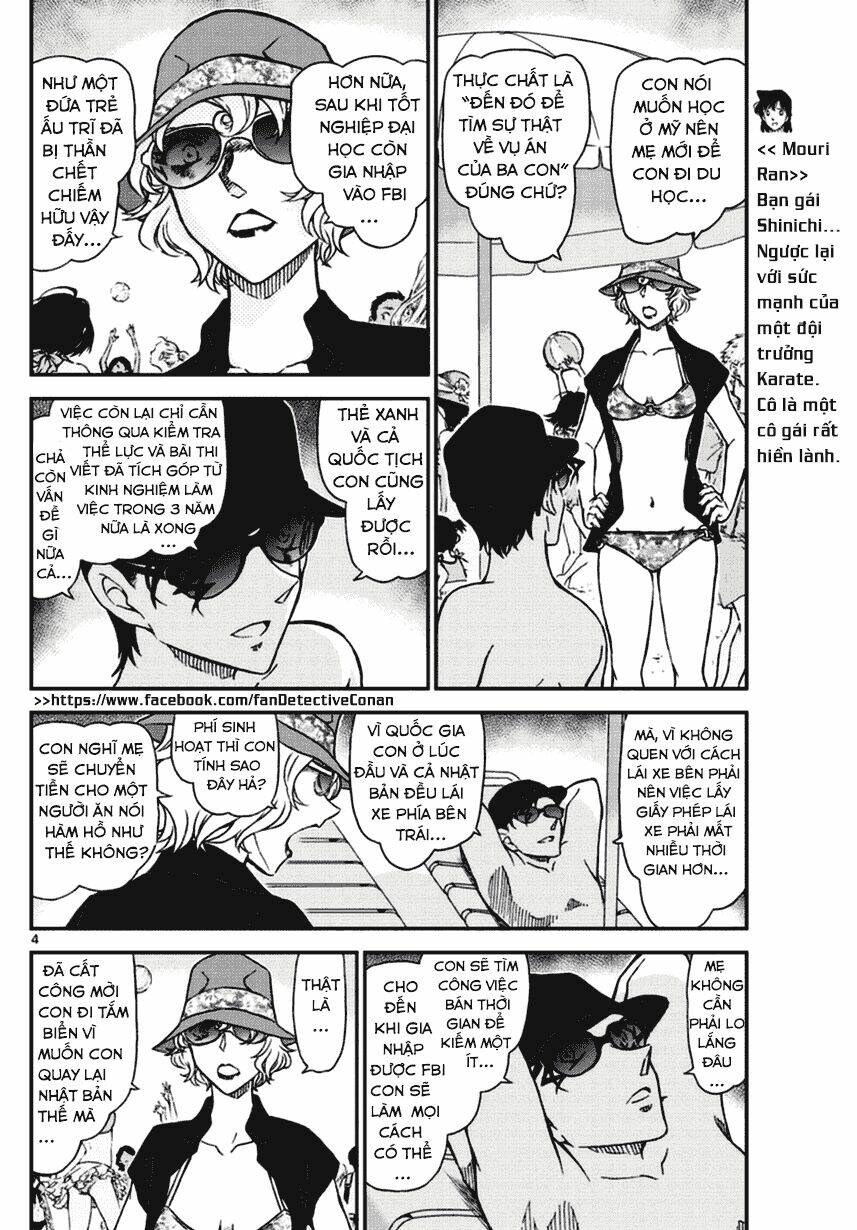 CON NÓI
MUỐN HỌC
Ở MỸ NÊN
MẸ MỚI ĐỂ
CON ĐI DU
HỌC...
THỰC CHẤT LÀ
“ĐẾN ĐÓ ĐỂ
TÌM SỰ THẬT
VỀ VỤ ÁN
CỦA BA CON“
ĐÚNG CHỨ?
HƠN NỮA,
SAU KHI TỐT
NGHIỆP ĐẠI
HỌC CÒN
GIA NHẬP
VÀO FBI
...
NHƯ MỘT
ĐỨA TRẺ
ẤU TRĨ ĐÃ
BỊ THẦN
CHẾT
CHIẾM
HỮU VẬY
ĐẤY...
<< Mouri
Ran>>
Bạn gái
Shinichi...
Ngược lại
với sức
mạnh của
một đội
trưởng
Karate.
Cô là một
cô gái rất
hiền lành.
THẺ XANH
VÀ CẢ
QUỐC TỊCH
CON CŨNG
LẤY
ĐƯỢC
RỒI...
VIỆC CÒN LẠI CHỈ CẦN
THÔNG QUA KIỂM TRA
THỂ LỰC VÀ BÀI THI
VIẾT ĐÃ TÍCH GÓP TỪ
KINH NGHIỆM LÀM
VIỆC TRONG 3 NĂM
NỮA LÀ XONG
...
CHẢ
CÒN
VẤN
ĐỀ
GÌ
NỮA
CẢ...
>>https://www.facebook.com/fanDetectiveConan
MÀ, VÌ KHÔNG
QUEN VỚI CÁCH
LÁI XE BÊN PHẢI
NÊN VIỆC LẤY
GIẤY PHÉP LÁI
XE PHẢI MẤT
NHIỀU THỜI
GIAN HƠN...
VÌ QUỐC GIA
CON Ở LÚC
ĐẦU VÀ CẢ NHẬT
BẢN ĐỀU LÁI
XE PHÍA BÊN
TRÁI...
PHÍ SINH
HOẠT THÌ CON
TÍNH SAO
ĐÂY HẢ?
CON NGHĨ MẸ
SẼ CHUYỂN
TIỀN CHO MỘT
NGƯỜI ĂN NÓI
HÀM HỒ NHƯ
THẾ KHÔNG?
4
MẸ
KHÔNG
CẦN
PHẢI LO
LẮNG
ĐÂU
...
CON SẼ TÌM
CÔNG VIỆC
BÁN THỜI
GIAN ĐỂ
KIẾM MỘT
ÍT...
CHO
ĐẾN
KHI GIA
NHẬP
ĐƯỢC FBI
CON SẼ
LÀM MỌI
CÁCH
CÓ THỂ
...
THẬT
LÀ
...
ĐÃ CẤT
CÔNG MỜI
CON ĐI TẮM
BIỂN VÌ
MUỐN CON
QUAY LẠI
NHẬT BẢN
THẾ MÀ
...